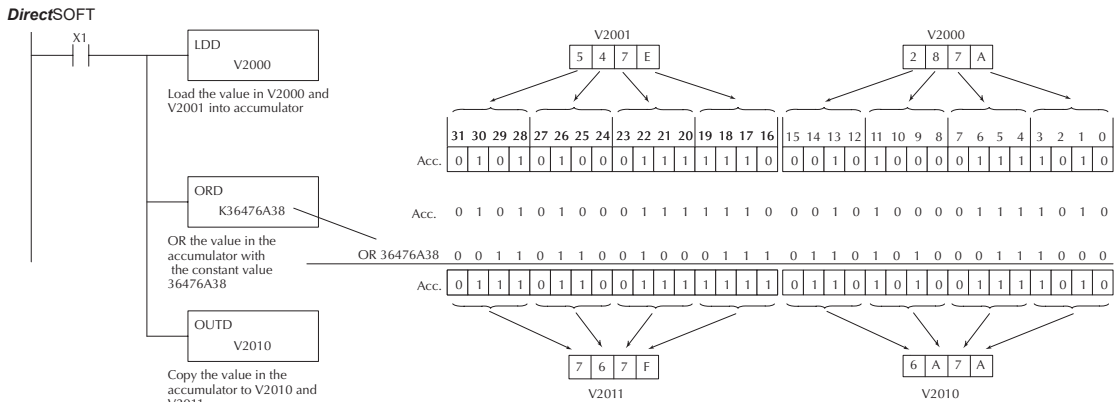 DirectSOFT
X1
LDD
V2000
Load the value in V2000 and
V2001 into accumulator
ORD
K36476A38
OR the value in the
accumulator with
the constant value
36476A38
OUTD
V2010
Copy the value in the
accumulator to V2010 and
V2011
V2001 V2000
5 4 7 E 2 8 7 A
31 30 29 28 27 26 25 24 23 22 21 20 19 18 17 16 15 14 13 12 11 10 9 8 7 6 5 4 3 2 1 0
Acc. 0 1 0 1 0 1 0 0 0 1 1 1 1 1 1 0 0 0 1 0 1 0 0 0 0 1 1 1 1 0 1 0
Acc. 0 1 0 1 0 1 0 0 0 1 1 1 1 1 1 0 0 0 1 0 1 0 0 0 0 1 1 1 1 0 1 0
OR 36476A38 0 0 1 1 0 1 1 0 0 1 0 0 0 1 1 1 0 1 1 0 1 0 1 0 0 0 1 1 1 0 0 0
Acc. 0 1 1 1 0 1 1 0 0 1 1 1 1 1 1 1 0 1 1 0 1 0 1 0 0 1 1 1 1 0 1 0
7 6 7 F 6 A 7 A
V2011 V2010